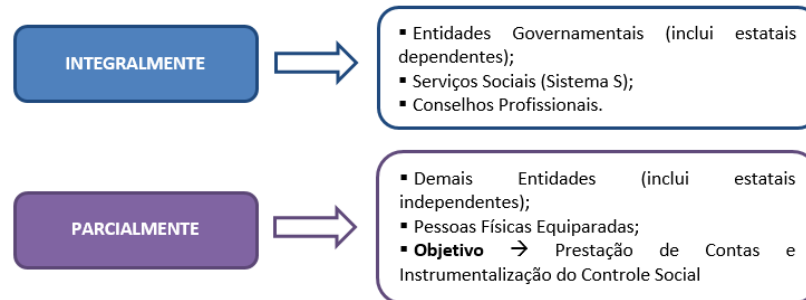 INTEGRALMENTE
▪ Entidades Governamentais (inclui estatais
dependentes);
▪ Serviços Sociais (Sistema S);
▪ Conselhos Profissionais.
PARCIALMENTE
▪ Demais Entidades (inclui estatais
independentes);
▪ Pessoas Físicas Equiparadas;
▪ Objetivo → Prestação de Contas e
Instrumentalização do Controle Social